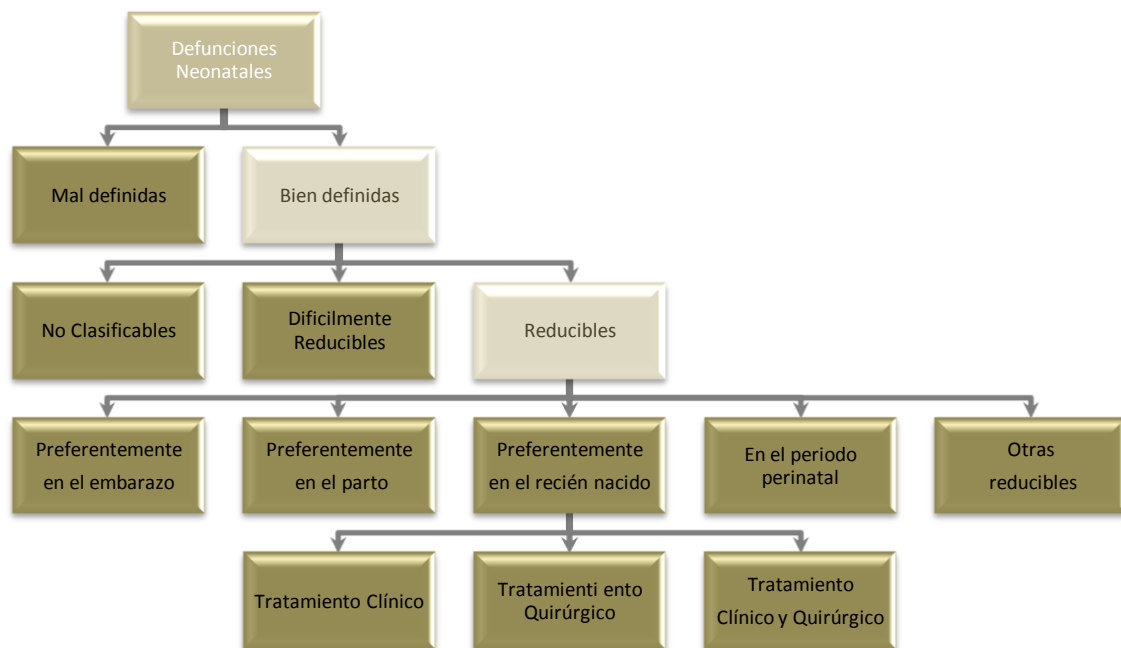 Defunciones
Neonatales
Mal definidas
Bien definidas
No Clasificables
Dificilmente
Reducibles
Reducibles
Preferentemente
en el embarazo
Preferentemente
en el parto
Preferentemente
en el recién nacido
En el periodo
perinatal
Otras
reducibles
Tratamiento Clínico
Tratamienti ento
Quirúrgico
Tratamiento
Clínico y Quirúrgico